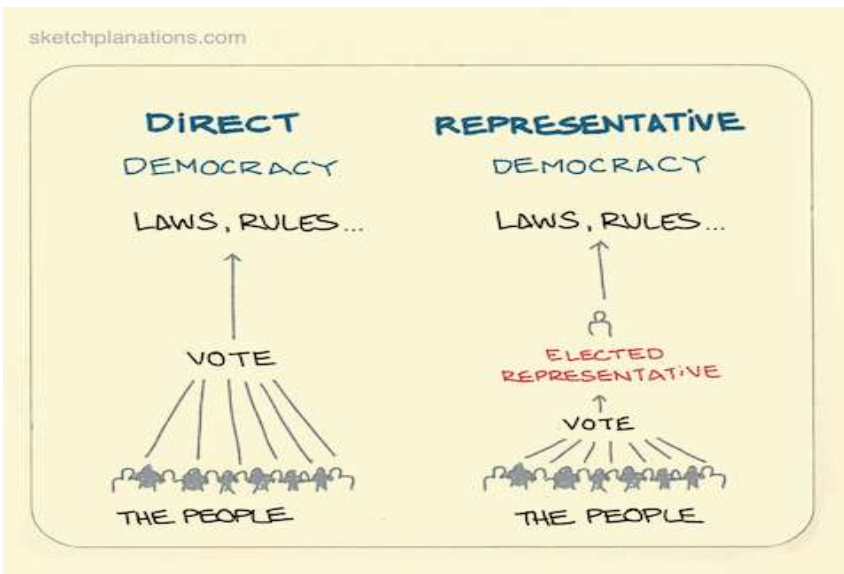 sketchplanations.com
DIRECT
DEMOCRACY
LAWS, RULES...
VOTE
THE PEOPLE
REPRESENTATIVE
DEMOCRACY
LAWS, RULES...
ELECTED
REPRESENTATIVE
VOTE
THE PEOPLE